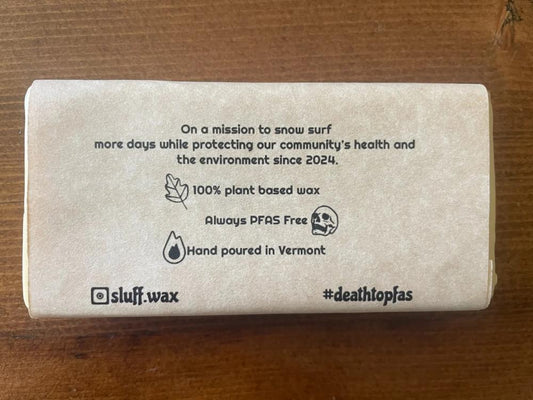 On a mission to snow surf
more days while protecting our community's health and
the environment since 2024.
100% plant based wax
Always PFAS Free
Hand poured in Vermont
sluff.wax
#deathtopfas